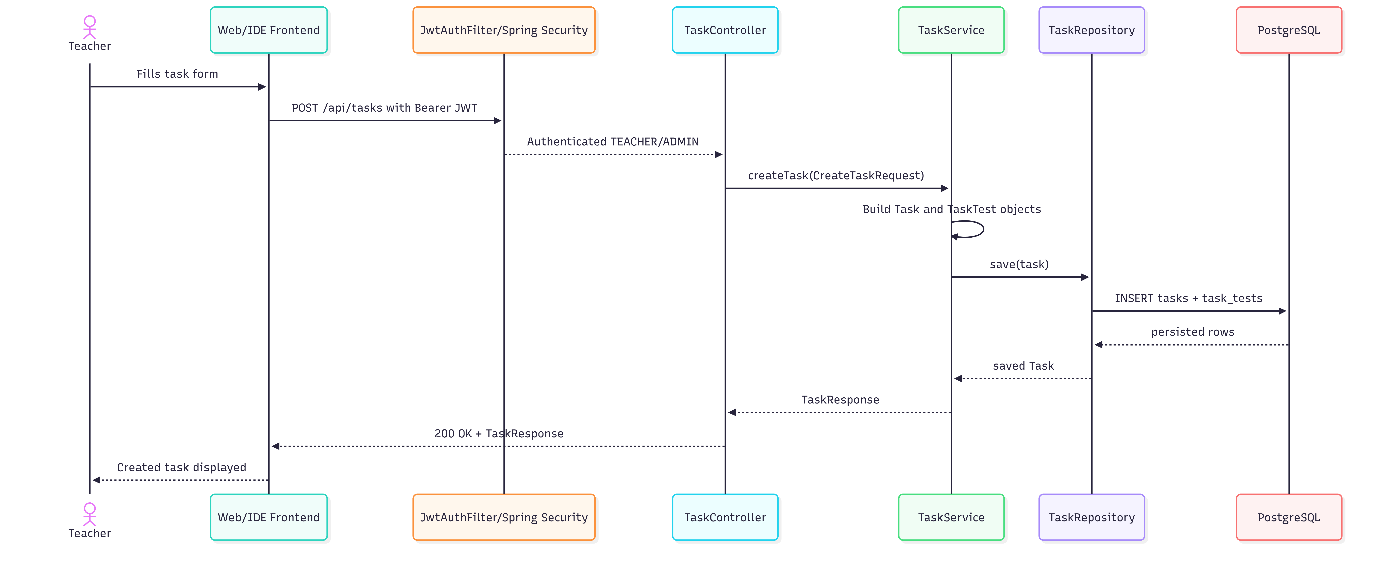 Teacher
Web/IDE Frontend
JwtAuthFilter/Spring Security
TaskController
TaskService
TaskRepository
PostgreSQL
Fills task form
POST /api/tasks with Bearer JWT
Authenticated TEACHER/ADMIN
createTask(CreateTaskRequest)
Build Task and TaskTest objects
save(task)
INSERT tasks + task_tests
persisted rows
saved Task
TaskResponse
200 OK + TaskResponse
Created task displayed
Teacher
Web/IDE Frontend
JwtAuthFilter/Spring Security
TaskController
TaskService
TaskRepository
PostgreSQL